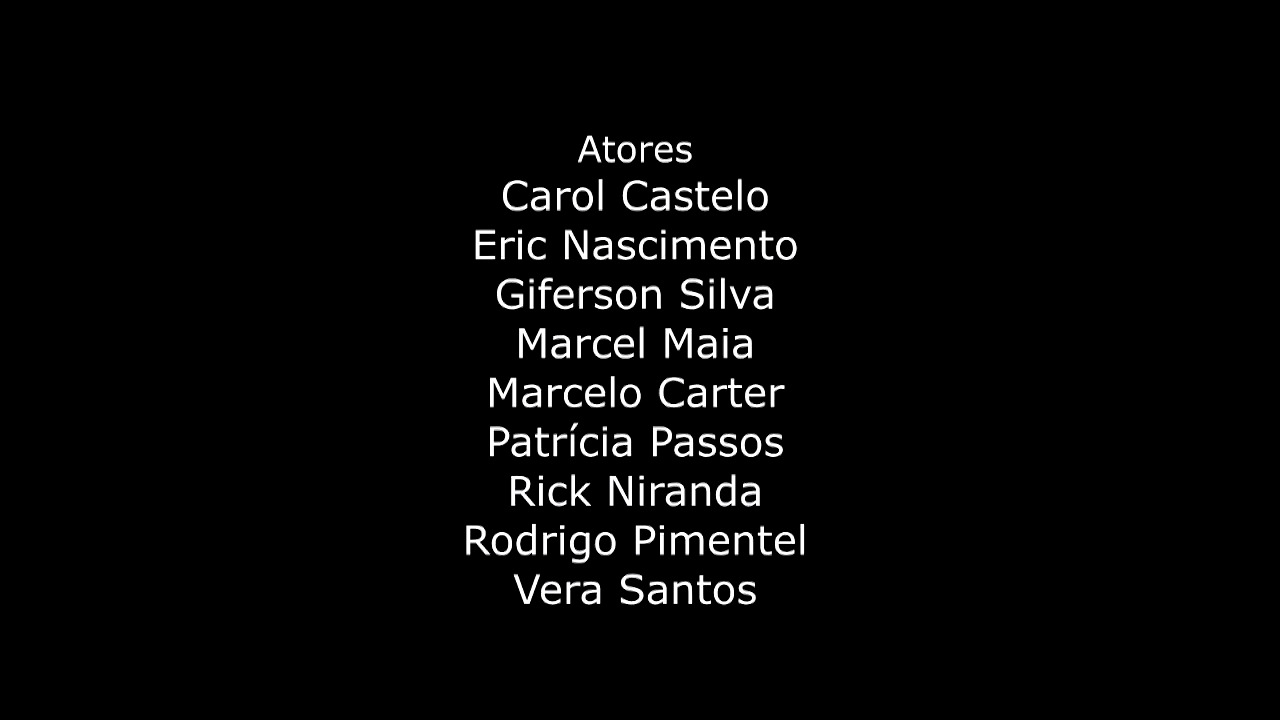 Atores
Carol Castelo
Eric Nascimento
Giferson Silva
Marcel Maia
Marcelo Carter
Patrícia Passos
Rick Niranda
Rodrigo Pimentel
Vera Santos